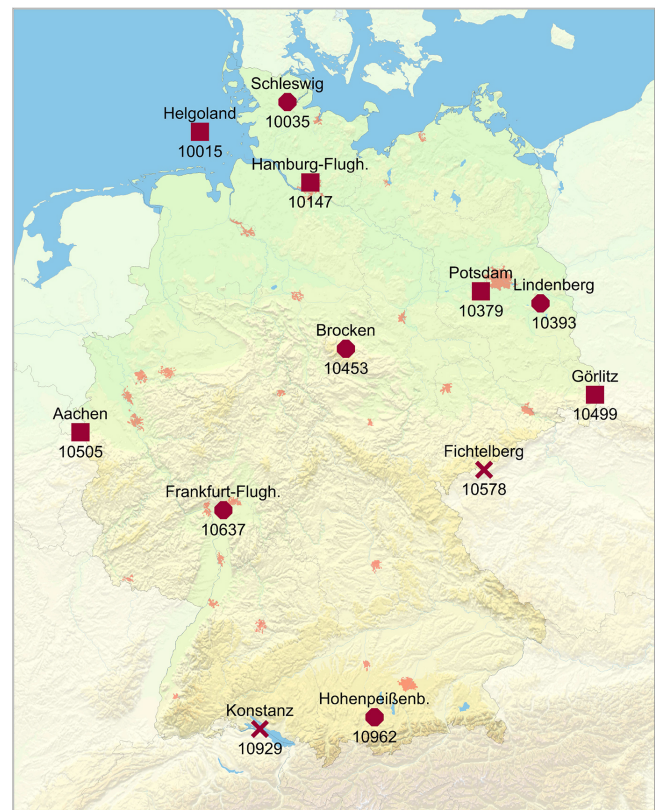 Schleswig
10035
Helgoland
10015
Hamburg-Flugh.
10147
Potsdam
10379
Lindenberg
10393
Brocken
10453
Görlitz
10499
Aachen
10505
Fichtelberg
10578
Frankfurt-Flugh.
10637
Konstanz
10929
Hohenpeißenb.
10962